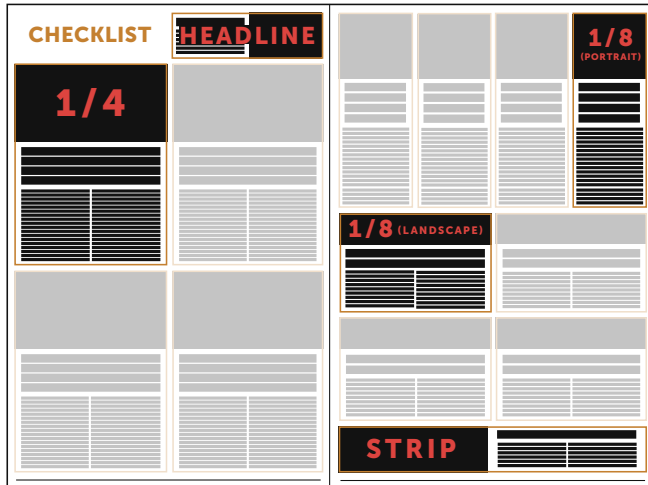 CHECKLIST
HEADLINE
1/4
1/8
(PORTRAIT)
1/8 (LANDSCAPE)
STRIP